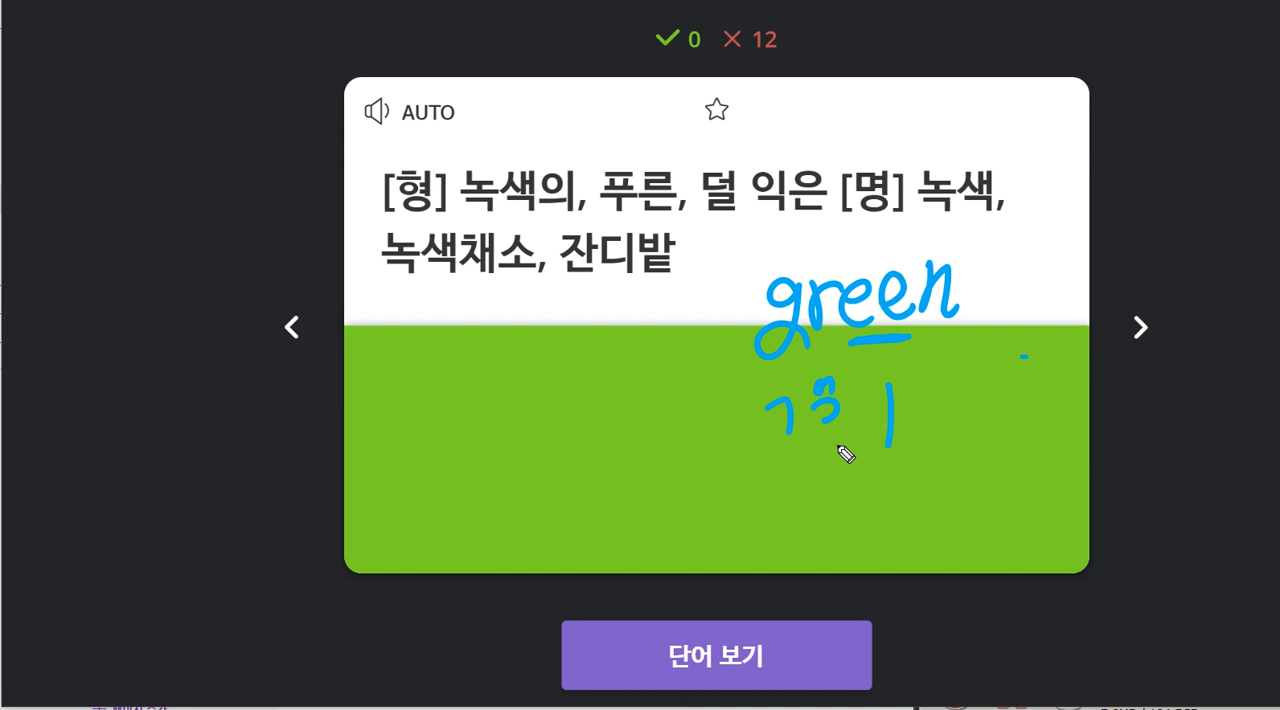 0 12
AUTO
[형] 녹색의, 푸른, 덜 익은 [명] 녹색,
녹색채소, 잔디밭
green
단어 보기